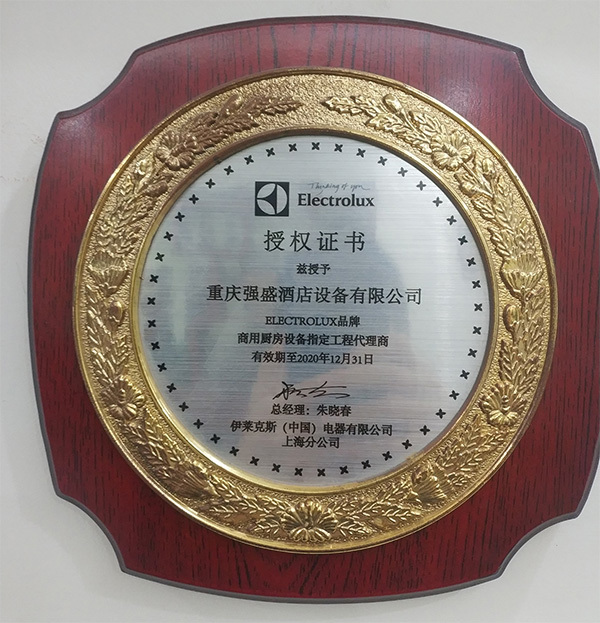 Thinking of you
Electrolux
授权证书
兹授予
重庆强盛酒店设备有限公司
ELECTROLUX品牌
商用厨房设备指定工程代理商
有效期至2020年12月31日
总经理：朱晓春
伊莱克斯（中国）电器有限公司
上海分公司